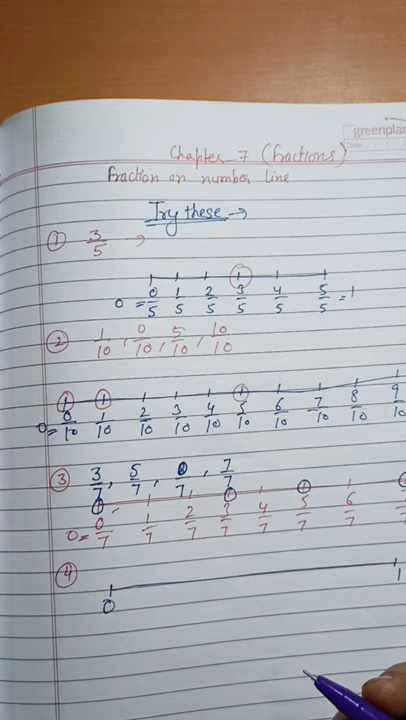 greenplan
Date: / /
Chapter 7 (fractions)
fraction on number line
Try these →
① 3/5 →
0 = 0/5 1/5 2/5 3/5 4/5 5/5 = 1
② 1/10, 0/10, 5/10, 10/10
0 = 0/10 1/10 2/10 3/10 4/10 5/10 6/10 7/10 8/10 9/10
③ 3/7, 5/7, 0/7, 7/7
0 = 0/7 1/7 2/7 3/7 4/7 5/7 6/7
④
0 1